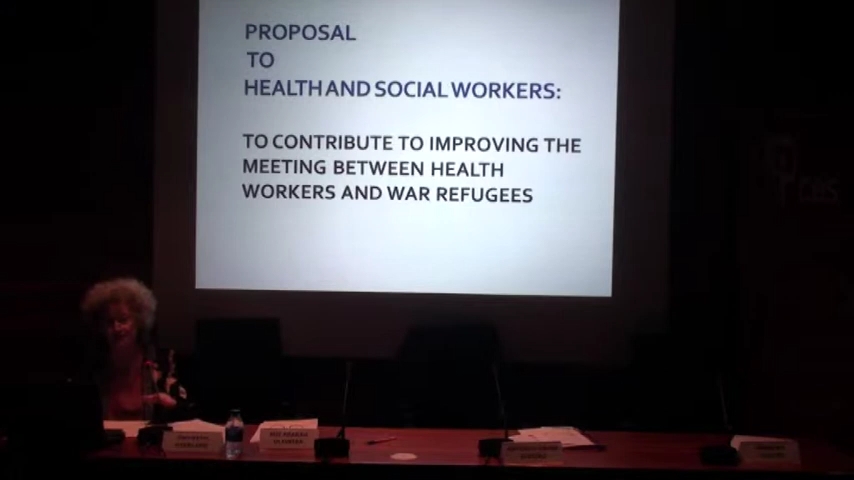 PROPOSAL
TO
HEALTH AND SOCIAL WORKERS:
TO CONTRIBUTE TO IMPROVING THE
MEETING BETWEEN HEALTH
WORKERS AND WAR REFUGEES